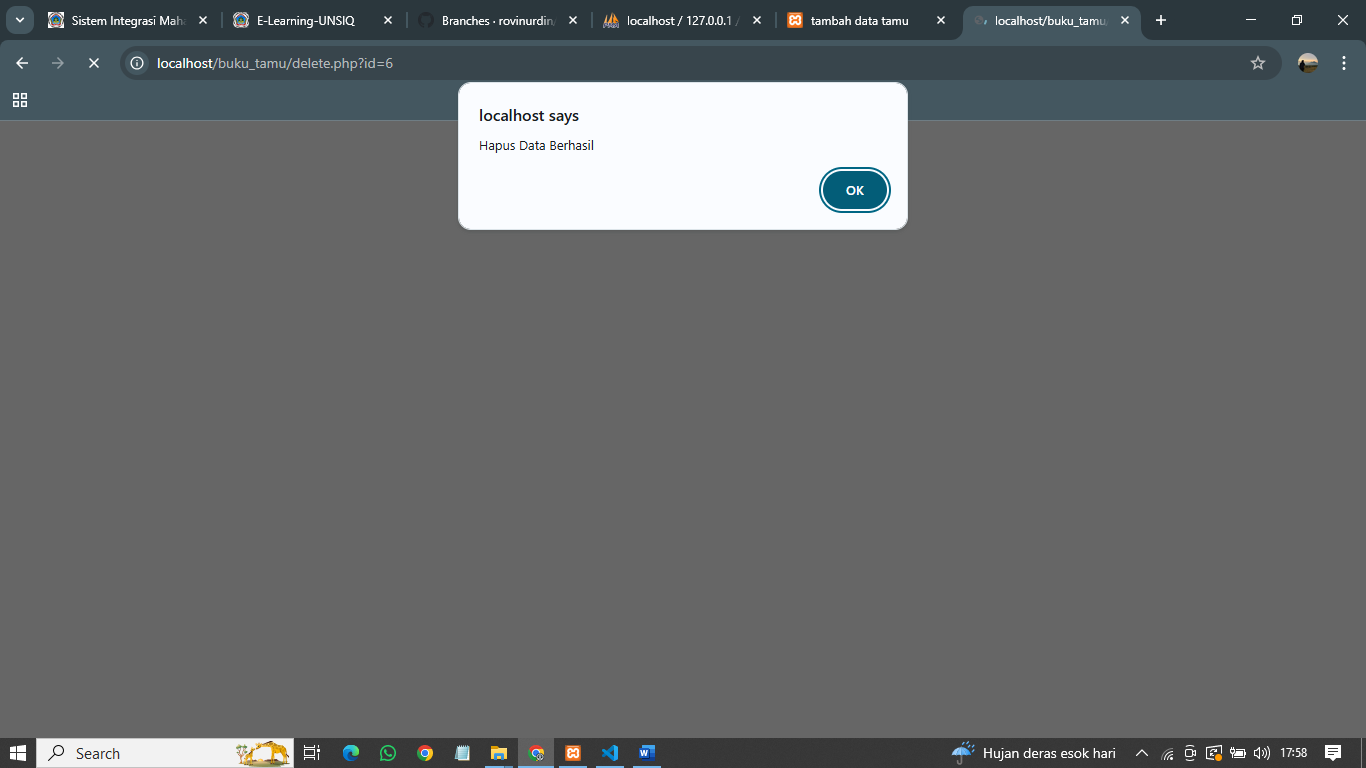 Sistem Integrasi Maha
E-Learning-UNSIQ
Branches · rovinurdin/
localhost / 127.0.0.1 /
tambah data tamu
localhost/buku_tamu/
localhost/buku_tamu/delete.php?id=6
localhost says
Hapus Data Berhasil
OK
Search
Hujan deras esok hari
17:58